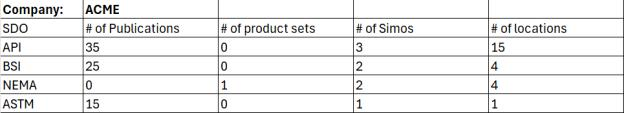 Company: ACME
SDO # of Publications # of product sets # of Simos # of locations
API 35 0 3 15
BSI 25 0 2 4
NEMA 0 1 2 4
ASTM 15 0 1 1